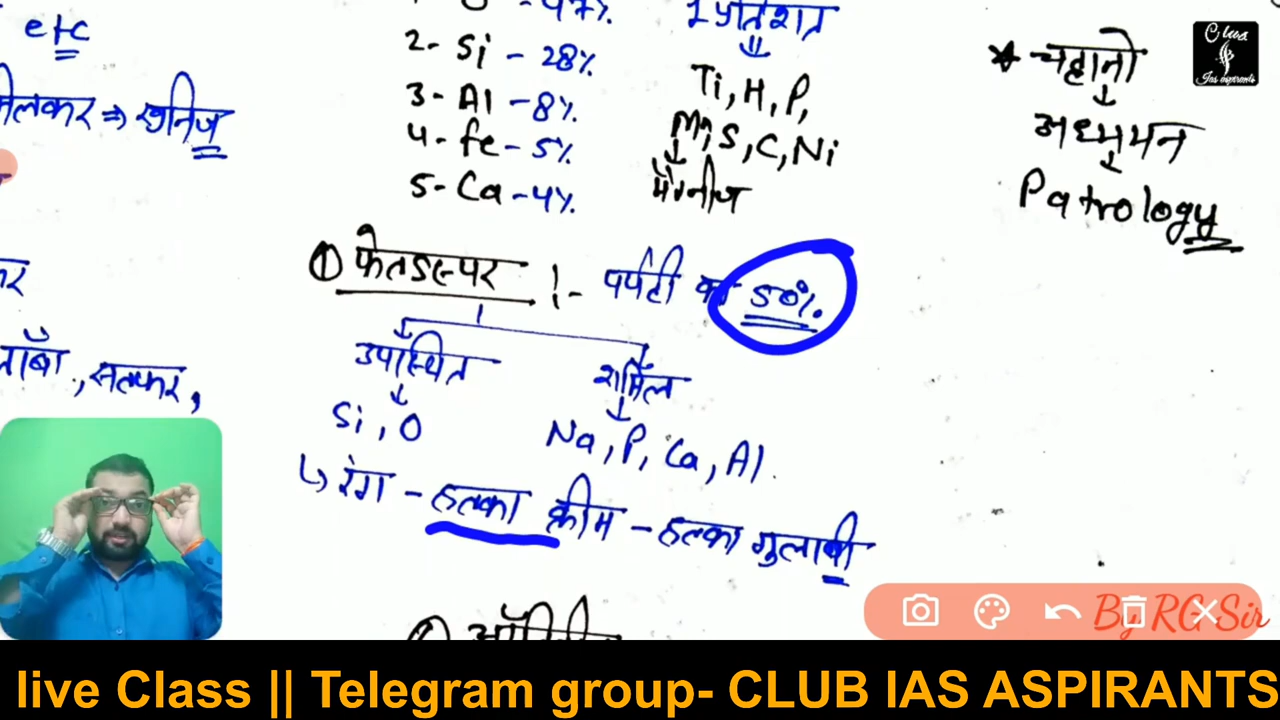 etc
मिलकर ⇒ खनिज
2- Si - 28%
3- Al - 8%
4- fe - 5%
5- Ca - 4%
1 प्रतिशत
Ti, H, P,
Mn, S, C, Ni
मैंगनीज
* चट्टानो
अध्ययन
Patrology
Club
Ias aspirants
① फेलडस्पर :- पर्पटी का 50%
उपस्थित
शामिल
Si, O
Na, P, Ca, Al.
ताँबा, सल्फर,
↳ रंग - हल्का क्रीम - हल्का गुलाबी
By RG Sir
live Class || Telegram group- CLUB IAS ASPIRANTS